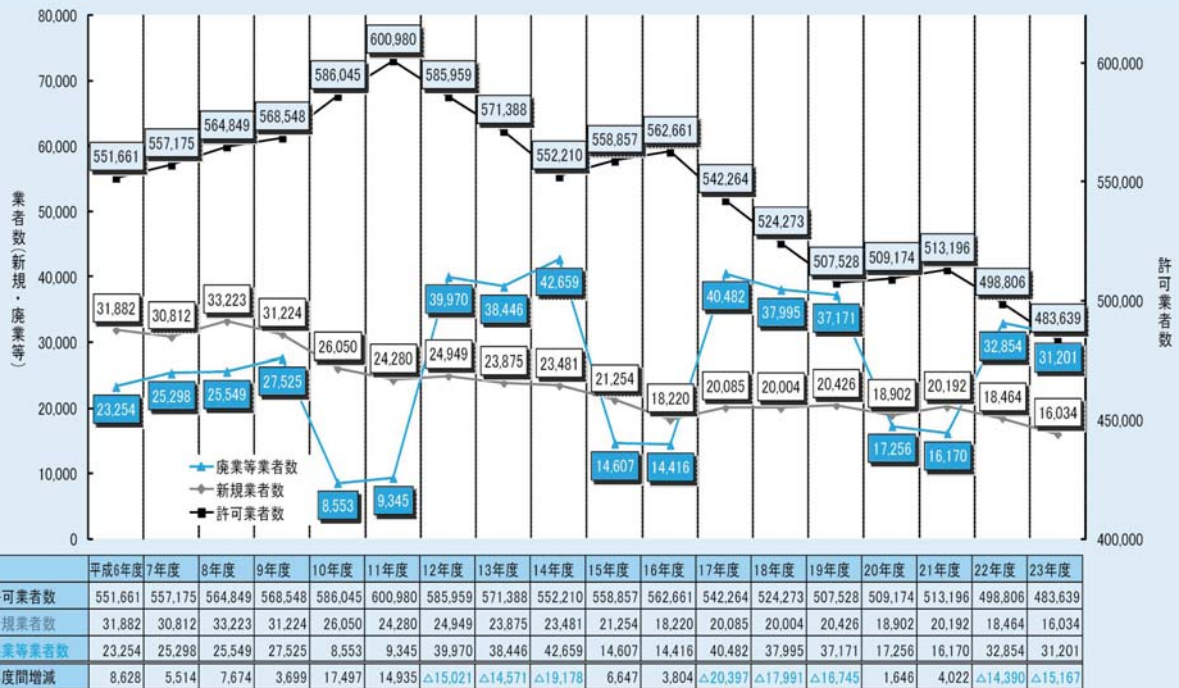 80,000
70,000
60,000
50,000
40,000
30,000
20,000
10,000
0
業者数(新規・廃業等)
600,000
550,000
500,000
450,000
400,000
許可業者数
551,661 557,175 564,849 568,548 586,045 600,980 585,959 571,388 552,210 558,857 562,661 542,264 524,273 507,528 509,174 513,196 498,806 483,639
31,882 30,812 33,223 31,224 26,050 24,280 24,949 23,875 23,481 21,254 18,220 20,085 20,004 20,426 18,902 20,192 18,464 16,034
23,254 25,298 25,549 27,525 8,553 9,345 39,970 38,446 42,659 14,607 14,416 40,482 37,995 37,171 17,256 16,170 32,854 31,201
廃業等業者数
新規業者数
許可業者数
平成6年度 7年度 8年度 9年度 10年度 11年度 12年度 13年度 14年度 15年度 16年度 17年度 18年度 19年度 20年度 21年度 22年度 23年度
可業者数 551,661 557,175 564,849 568,548 586,045 600,980 585,959 571,388 552,210 558,857 562,661 542,264 524,273 507,528 509,174 513,196 498,806 483,639
規業者数 31,882 30,812 33,223 31,224 26,050 24,280 24,949 23,875 23,481 21,254 18,220 20,085 20,004 20,426 18,902 20,192 18,464 16,034
業等業者数 23,254 25,298 25,549 27,525 8,553 9,345 39,970 38,446 42,659 14,607 14,416 40,482 37,995 37,171 17,256 16,170 32,854 31,201
度間増減 8,628 5,514 7,674 3,699 17,497 14,935 △15,021 △14,571 △19,178 6,647 3,804 △20,397 △17,991 △16,745 1,646 4,022 △14,390 △15,167